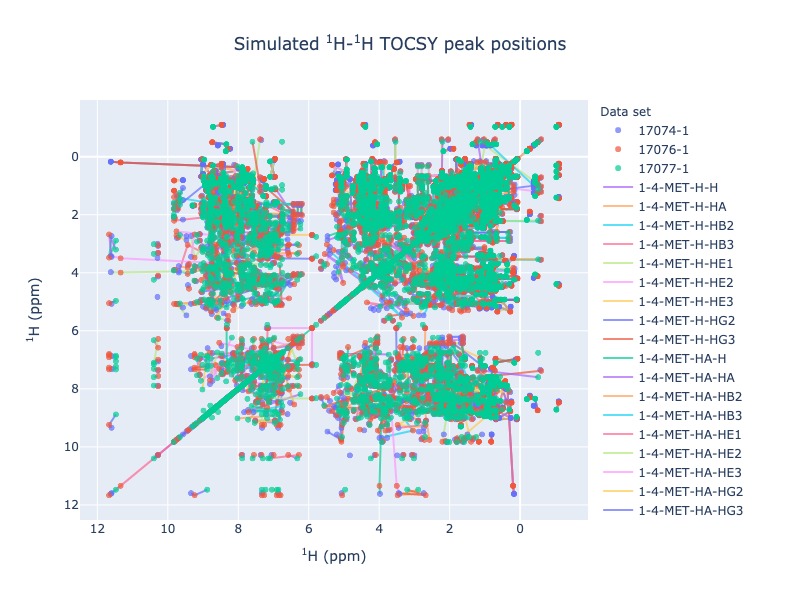 Simulated ¹H-¹H TOCSY peak positions
Data set
17074-1
17076-1
17077-1
1-4-MET-H-H
1-4-MET-H-HA
1-4-MET-H-HB2
1-4-MET-H-HB3
1-4-MET-H-HE1
1-4-MET-H-HE2
1-4-MET-H-HE3
1-4-MET-H-HG2
1-4-MET-H-HG3
1-4-MET-HA-H
1-4-MET-HA-HA
1-4-MET-HA-HB2
1-4-MET-HA-HB3
1-4-MET-HA-HE1
1-4-MET-HA-HE2
1-4-MET-HA-HE3
1-4-MET-HA-HG2
1-4-MET-HA-HG3
¹H (ppm)
0
2
4
6
8
10
12
12 10 8 6 4 2 0
¹H (ppm)